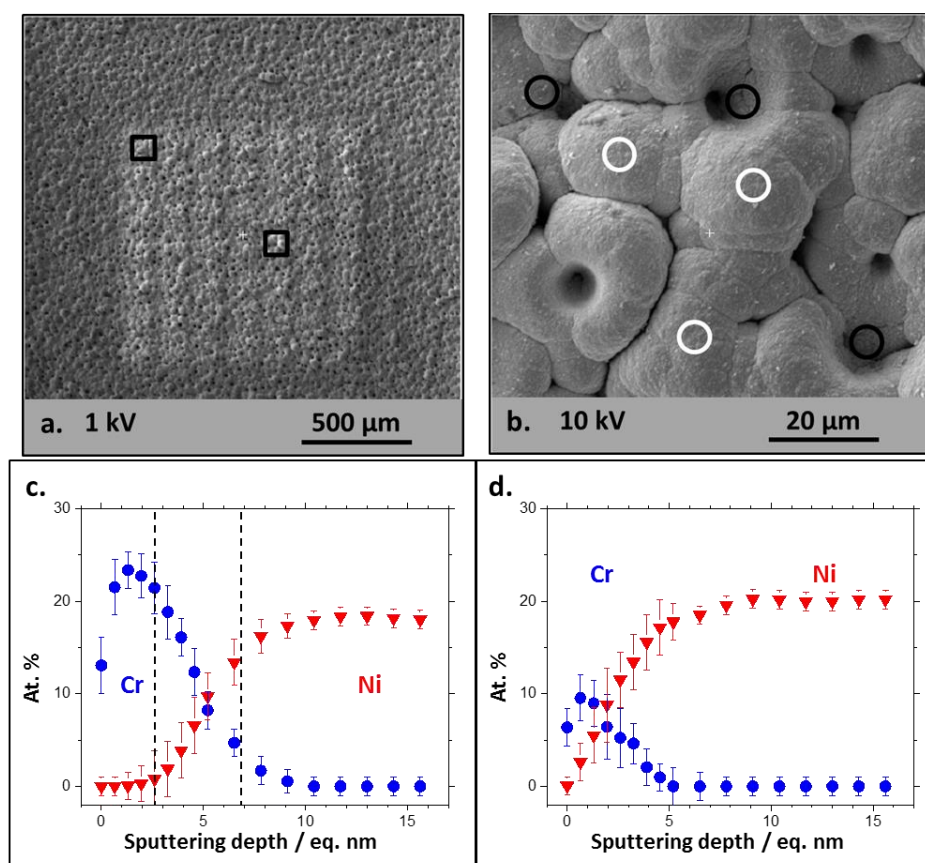 a. 1 kV 500 µm
b. 10 kV 20 µm
c.
30
20
10
0
At. %
Cr
Ni
0 5 10 15
Sputtering depth / eq. nm
d.
30
20
10
0
At. %
Cr
Ni
0 5 10 15
Sputtering depth / eq. nm